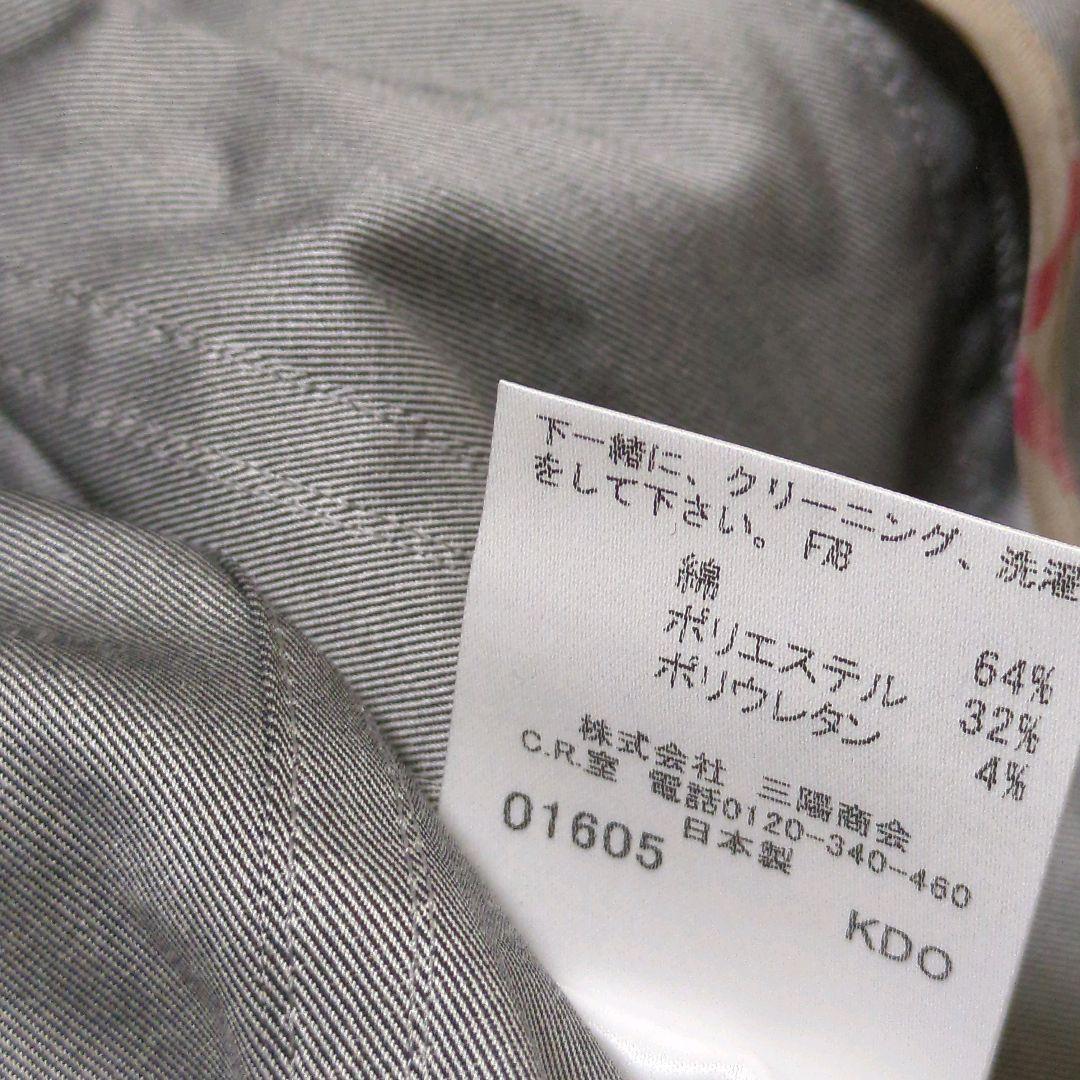 下一緒に、クリーニング、洗濯
をして下さい。 F78
綿 64%
ポリエステル 32%
ポリウレタン 4%
株式会社 三陽商会
C.R.室 電話0120-340-460
01605 日本製
KDO